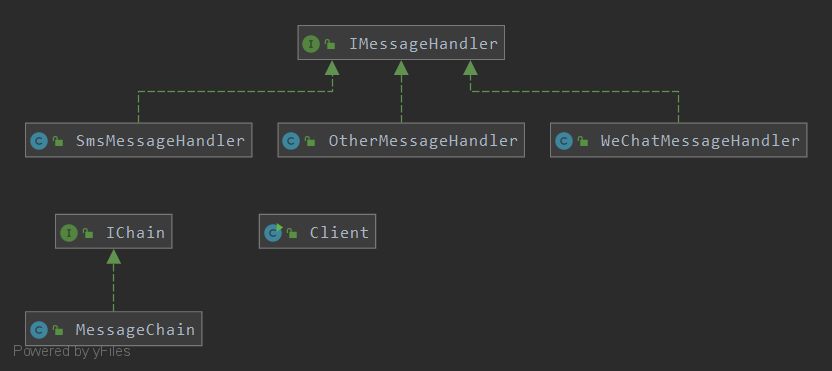 I IMessageHandler
C SmsMessageHandler
C OtherMessageHandler
C WeChatMessageHandler
I IChain
C Client
C MessageChain
Powered by yFiles